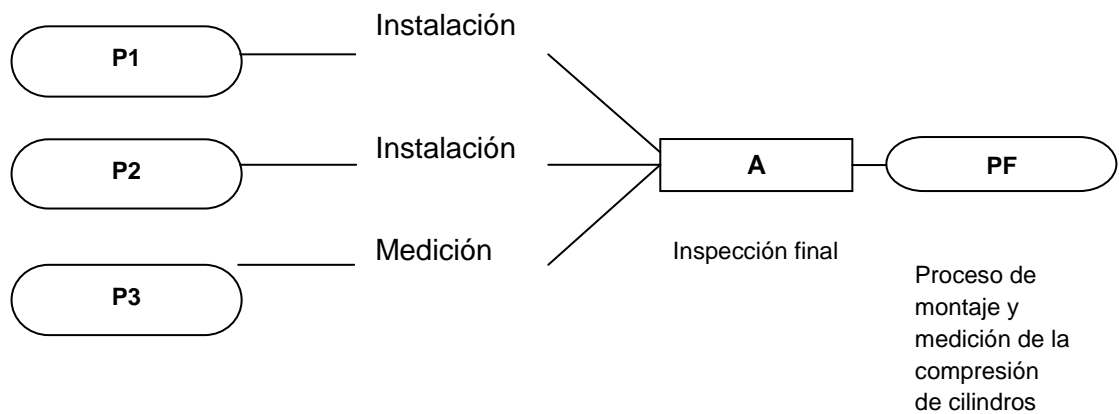 Instalación
P1
Instalación
P2
Medición
P3
A
PF
Inspección final
Proceso de
montaje y
medición de la
compresión
de cilindros